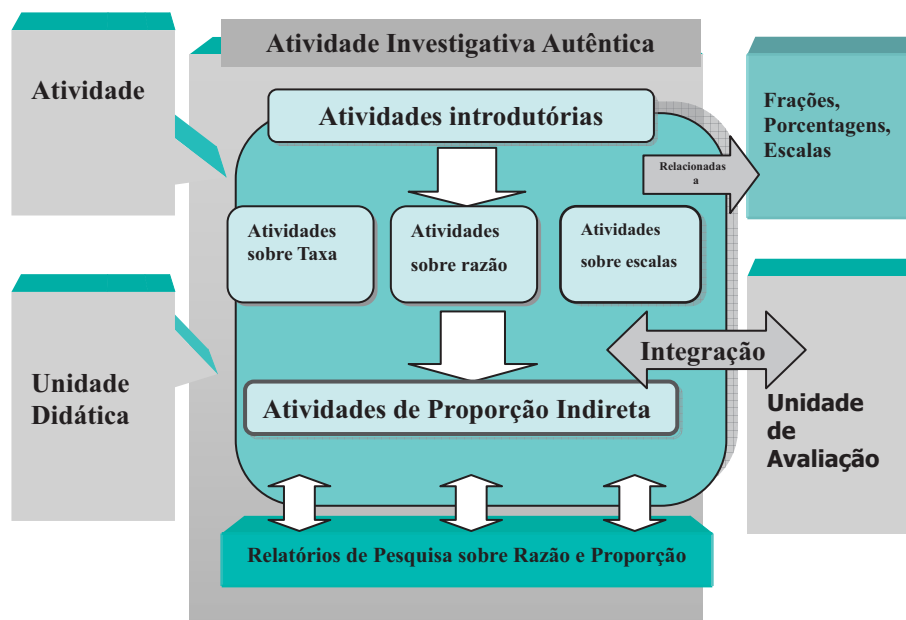 Atividade Investigativa Autêntica
Atividade
Atividades introdutórias
Frações,
Porcentagens,
Escalas
Relacionadas
a
Atividades
sobre Taxa
Atividades
sobre razão
Atividades
sobre escalas
Integração
Unidade
Didática
Atividades de Proporção Indireta
Unidade
de
Avaliação
Relatórios de Pesquisa sobre Razão e Proporção